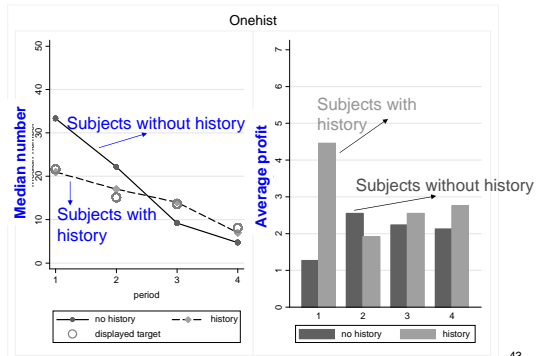 Onehist
Median number
50
40
30
20
10
0
Subjects without history
Subjects with
history
1 2 3 4
period
no history history
displayed target
Average profit
7
6
5
4
3
2
1
0
Subjects with
history
Subjects without history
1 2 3 4
no history history
43